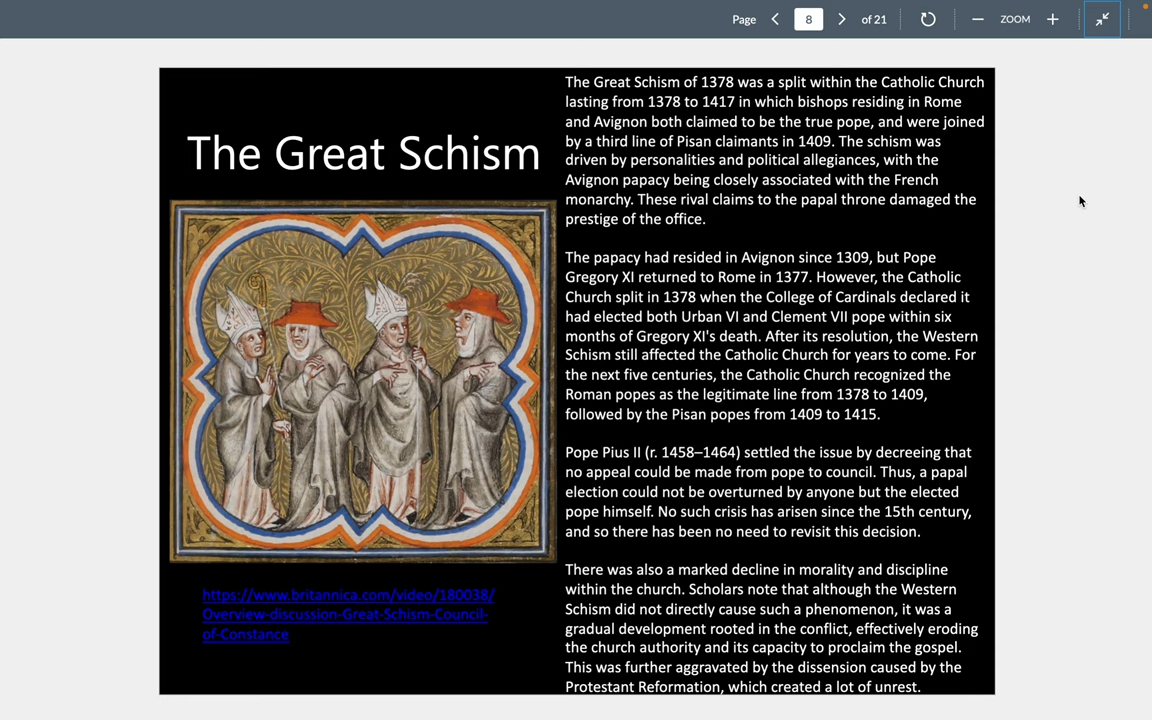 Page 8 of 21 ZOOM
The Great Schism
https://www.britannica.com/video/180038/
Overview-discussion-Great-Schism-Council-
of-Constance
The Great Schism of 1378 was a split within the Catholic Church
lasting from 1378 to 1417 in which bishops residing in Rome
and Avignon both claimed to be the true pope, and were joined
by a third line of Pisan claimants in 1409. The schism was
driven by personalities and political allegiances, with the
Avignon papacy being closely associated with the French
monarchy. These rival claims to the papal throne damaged the
prestige of the office.
The papacy had resided in Avignon since 1309, but Pope
Gregory XI returned to Rome in 1377. However, the Catholic
Church split in 1378 when the College of Cardinals declared it
had elected both Urban VI and Clement VII pope within six
months of Gregory XI's death. After its resolution, the Western
Schism still affected the Catholic Church for years to come. For
the next five centuries, the Catholic Church recognized the
Roman popes as the legitimate line from 1378 to 1409,
followed by the Pisan popes from 1409 to 1415.
Pope Pius II (r. 1458–1464) settled the issue by decreeing that
no appeal could be made from pope to council. Thus, a papal
election could not be overturned by anyone but the elected
pope himself. No such crisis has arisen since the 15th century,
and so there has been no need to revisit this decision.
There was also a marked decline in morality and discipline
within the church. Scholars note that although the Western
Schism did not directly cause such a phenomenon, it was a
gradual development rooted in the conflict, effectively eroding
the church authority and its capacity to proclaim the gospel.
This was further aggravated by the dissension caused by the
Protestant Reformation, which created a lot of unrest.